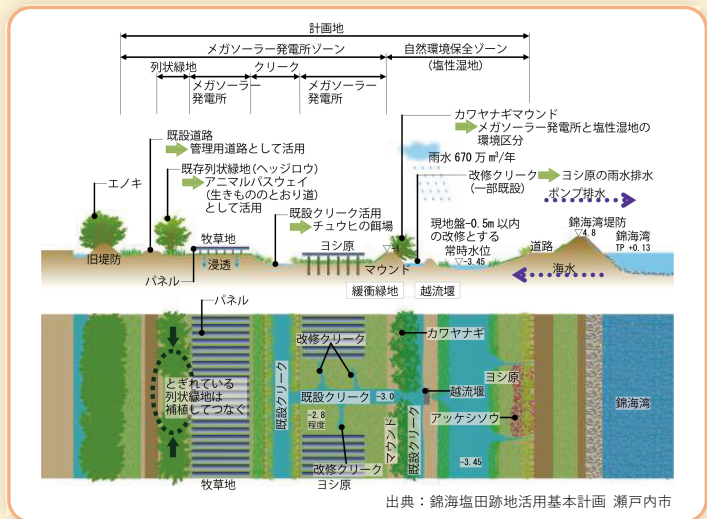 計画地
メガソーラー発電所ゾーン
自然環境保全ゾーン
(塩性湿地)
列状緑地
クリーク
メガソーラー
発電所
メガソーラー
発電所
カワヤナギマウンド
メガソーラー発電所と塩性湿地の
環境区分
既設道路
管理用道路として活用
雨水 670 万 m³/年
エノキ
既存列状緑地(ヘッジロウ)
アニマルパスウェイ
(生きもののとおり道)
として活用
改修クリーク
(一部既設)
ヨシ原の雨水排水
ポンプ排水
既設クリーク活用
チュウヒの餌場
現地盤-0.5m 以内
の改修とする
常時水位
▽-3.45
錦海湾堤防
▽4.8
錦海湾
TP +0.13
牧草地
ヨシ原
道路
旧堤防
浸透
マウンド
海水
パネル
緩衝緑地
越流堰
パネル
カワヤナギ
改修クリーク
とぎれている
列状緑地は
補植してつなぐ
既設クリーク
既設クリーク
-3.0
越流堰
ヨシ原
アッケシソウ
錦海湾
-2.8
程度
マウンド
既設クリーク
改修クリーク
-3.45
牧草地
ヨシ原
出典：錦海塩田跡地活用基本計画 瀬戸内市